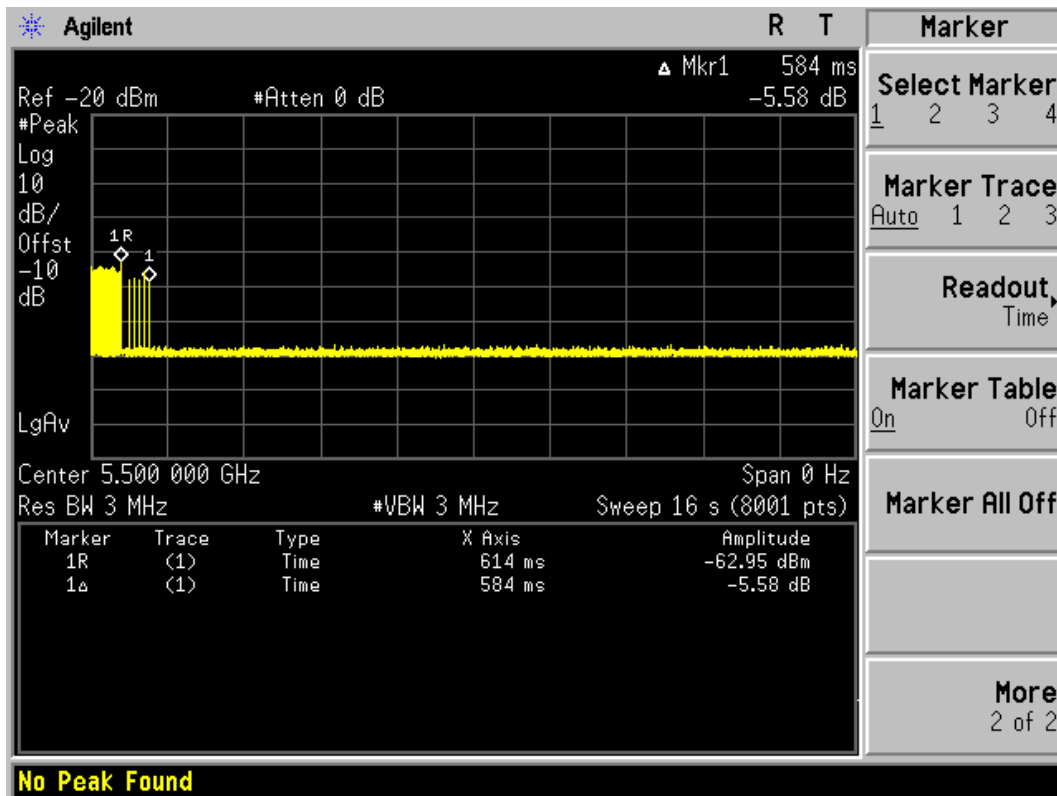 Agilent R T
Δ Mkr1 584 ms
Ref -20 dBm #Atten 0 dB -5.58 dB
#Peak
Log
10
dB/
Offst
-10
dB
1R
1
LgAv
Center 5.500 000 GHz Span 0 Hz
Res BW 3 MHz #VBW 3 MHz Sweep 16 s (8001 pts)
Marker Trace Type X Axis Amplitude
1R (1) Time 614 ms -62.95 dBm
1Δ (1) Time 584 ms -5.58 dB
No Peak Found
Marker
Select Marker
1 2 3 4
Marker Trace
Auto 1 2 3
Readout
Time
Marker Table
On Off
Marker All Off
More
2 of 2